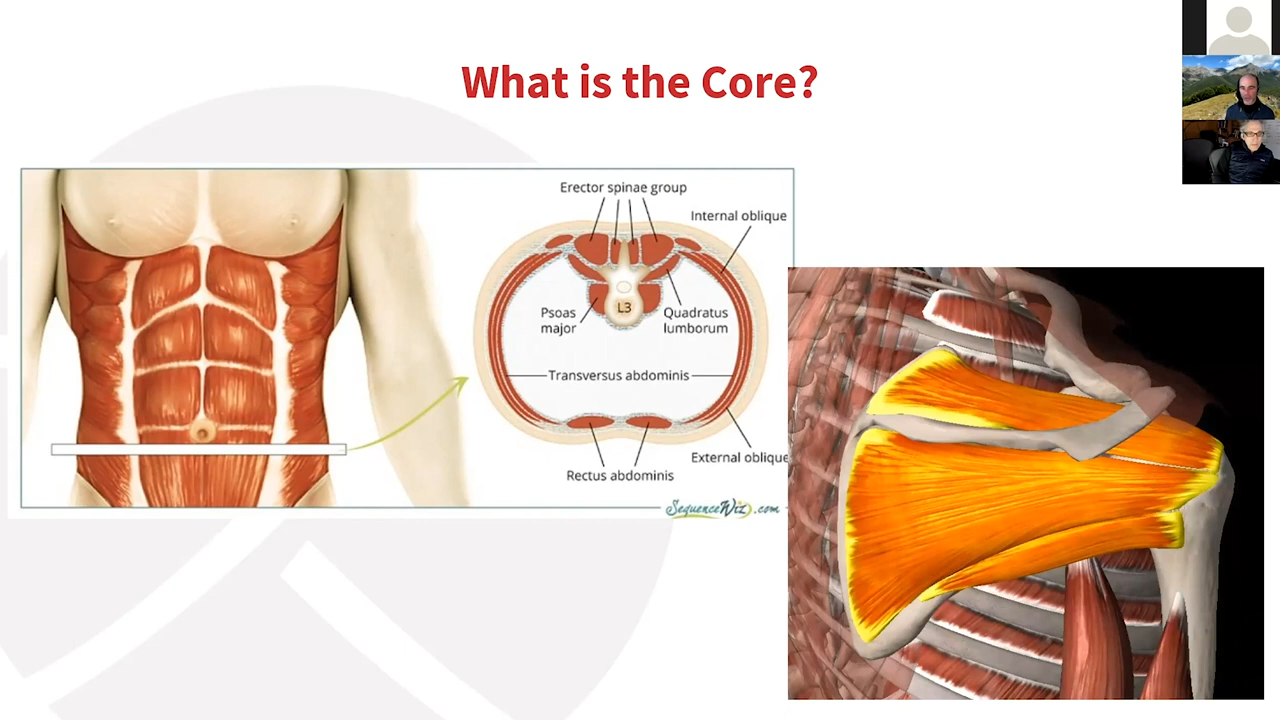 What is the Core?
Erector spinae group
Internal oblique
Psoas
major
L3
Quadratus
lumborum
Transversus abdominis
External oblique
Rectus abdominis
SequenceWiz.com